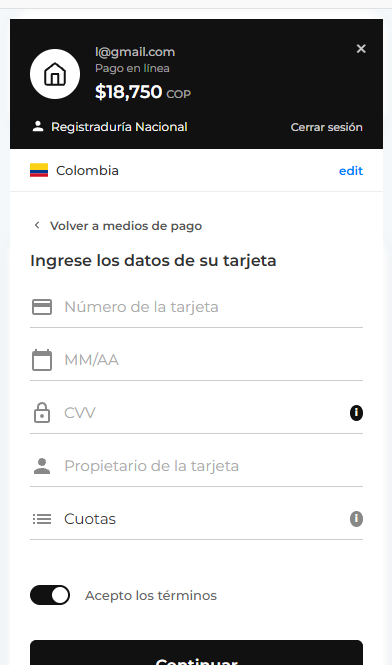 l@gmail.com
Pago en línea
$18,750 COP
×
Registraduría Nacional
Cerrar sesión
Colombia
edit
Volver a medios de pago
Ingrese los datos de su tarjeta
Número de la tarjeta
MM/AA
CVV
Propietario de la tarjeta
Cuotas
Acepto los términos
Continuar